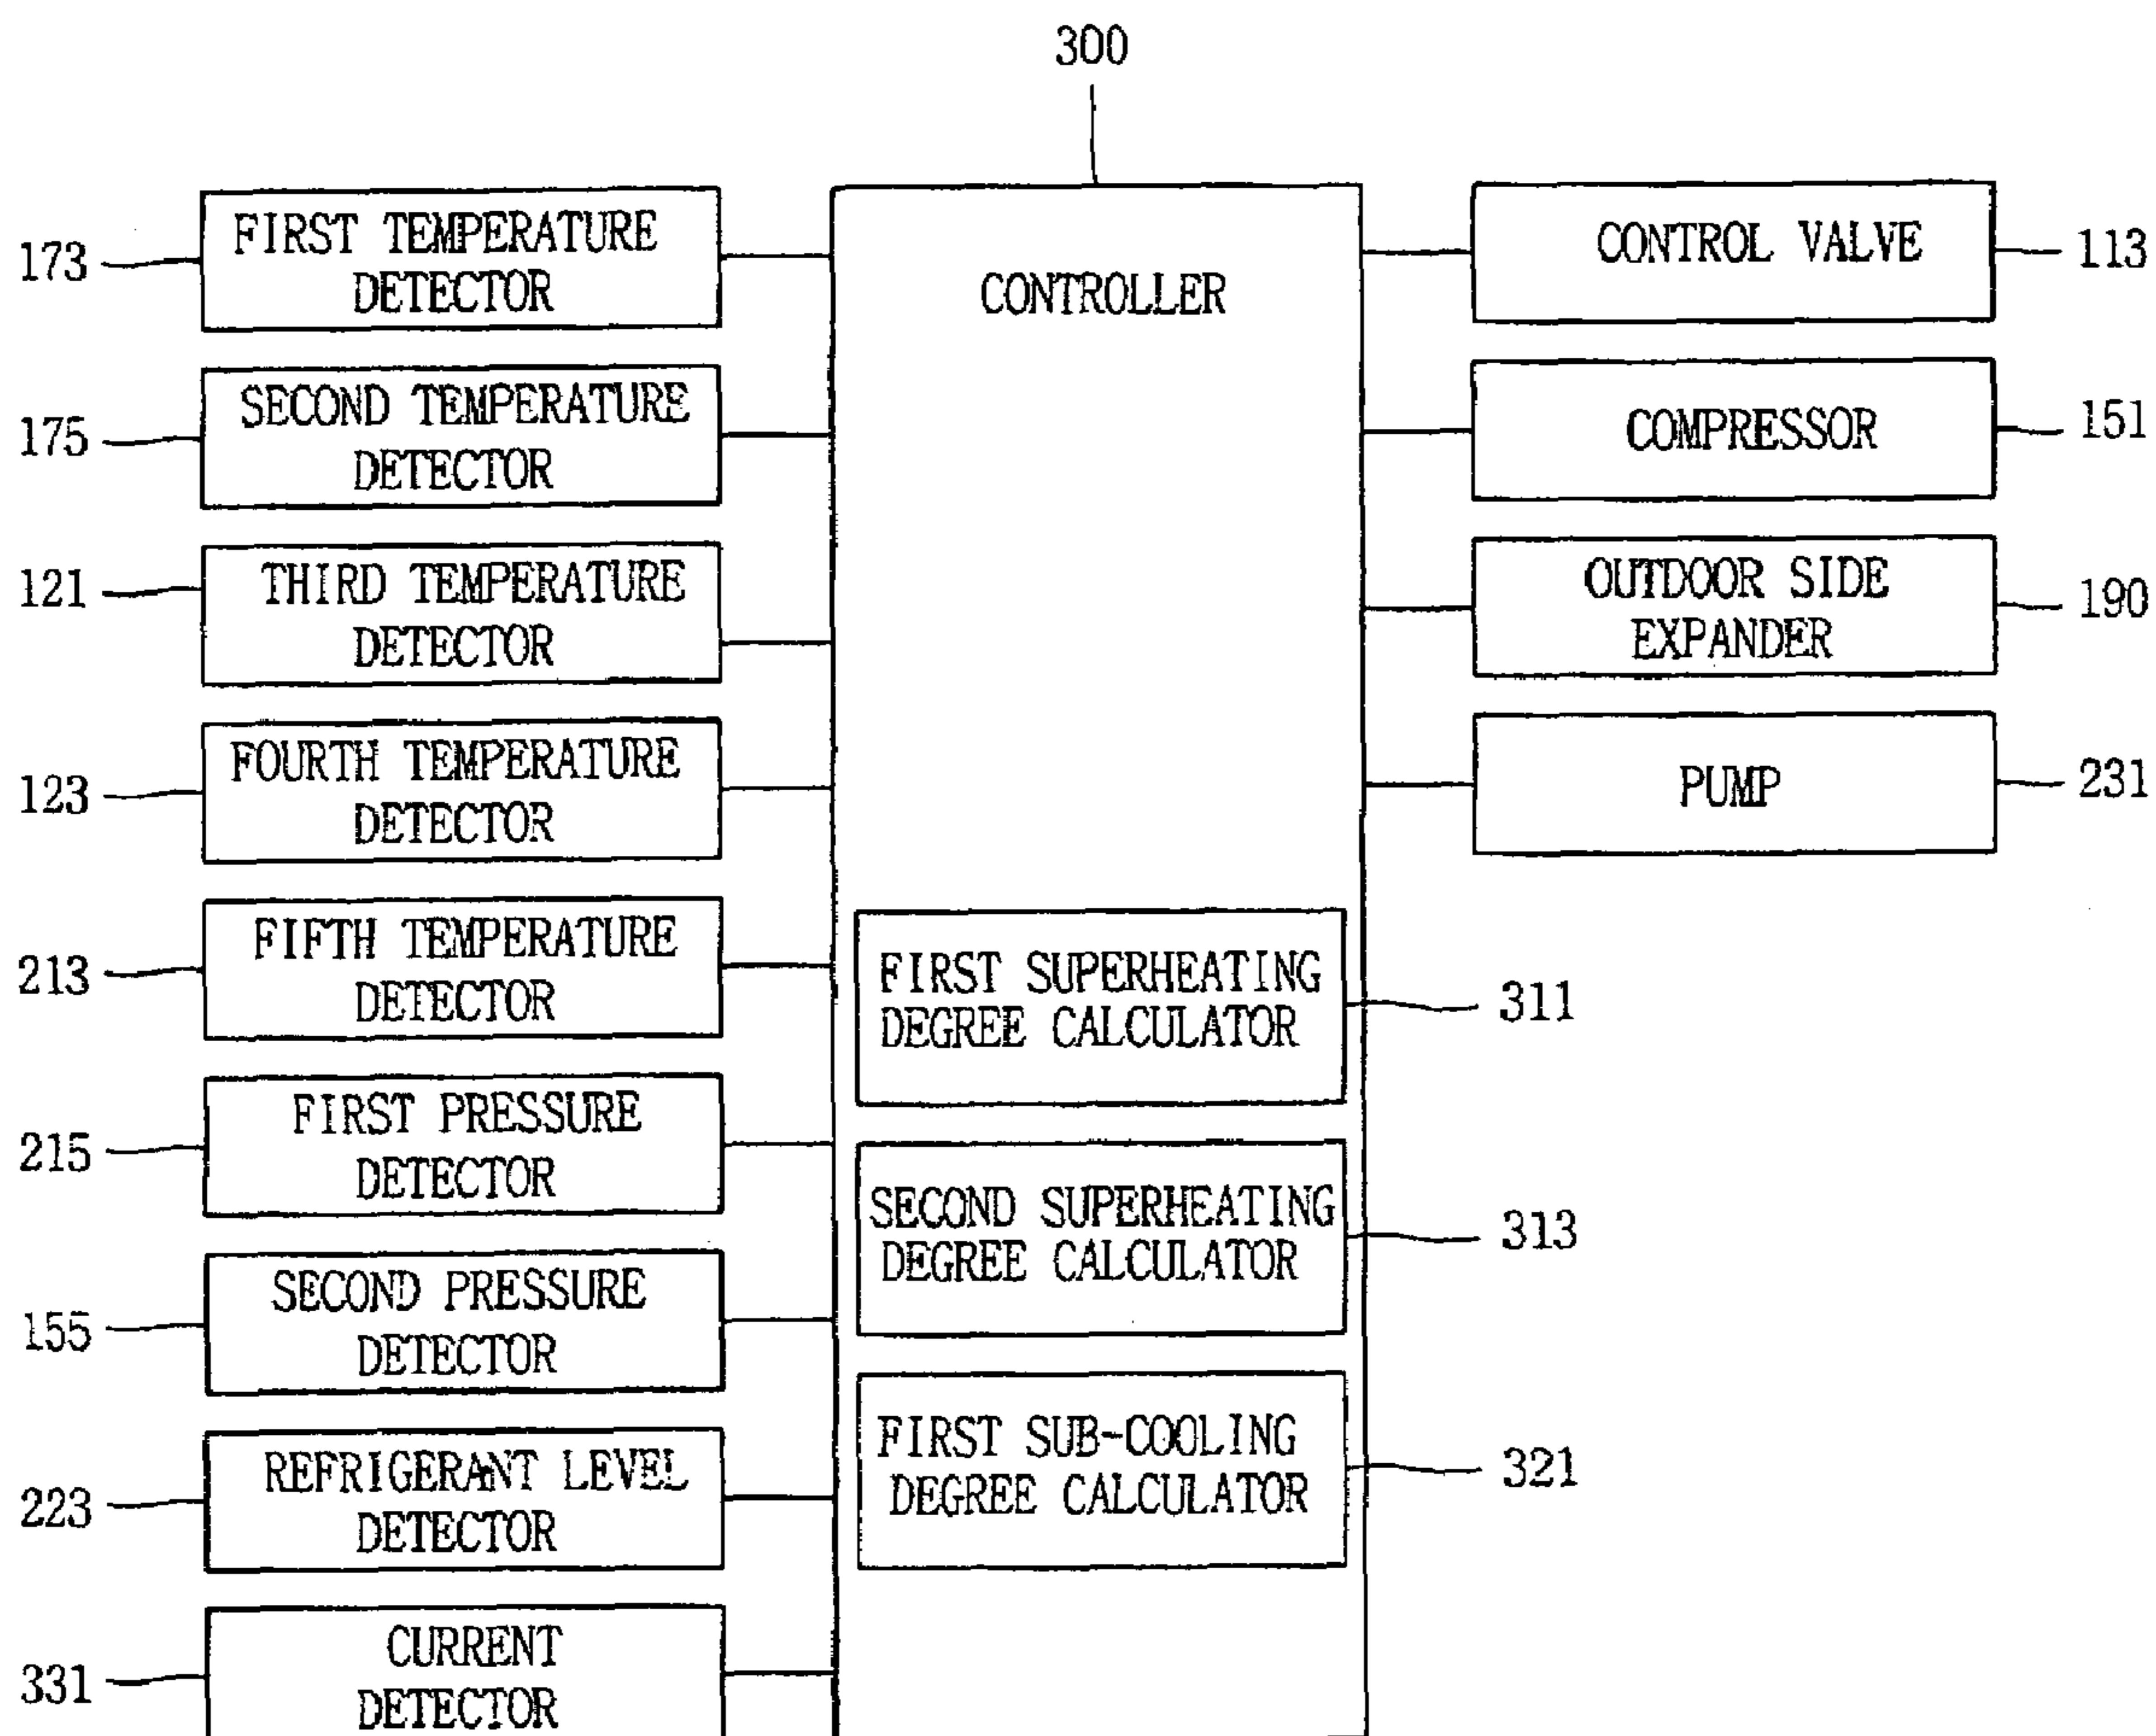 300
173
FIRST TEMPERATURE
DETECTOR
175
SECOND TEMPERATURE
DETECTOR
121
THIRD TEMPERATURE
DETECTOR
123
FOURTH TEMPERATURE
DETECTOR
213
FIFTH TEMPERATURE
DETECTOR
215
FIRST PRESSURE
DETECTOR
155
SECOND PRESSURE
DETECTOR
223
REFRIGERANT LEVEL
DETECTOR
331
CURRENT
DETECTOR
CONTROLLER
FIRST SUPERHEATING
DEGREE CALCULATOR
311
SECOND SUPERHEATING
DEGREE CALCULATOR
313
FIRST SUB-COOLING
DEGREE CALCULATOR
321
CONTROL VALVE
113
COMPRESSOR
151
OUTDOOR SIDE
EXPANDER
190
PUMP
231